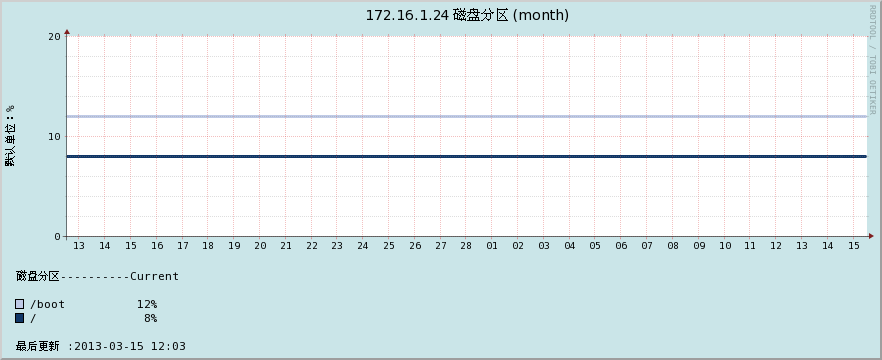 172.16.1.24 磁盘分区 (month)
RRDTOOL / TOBI OETIKER
默认单位: %
20
10
0
13 14 15 16 17 18 19 20 21 22 23 24 25 26 27 28 01 02 03 04 05 06 07 08 09 10 11 12 13 14 15
磁盘分区----------Current
/boot 12%
/ 8%
最后更新 :2013-03-15 12:03